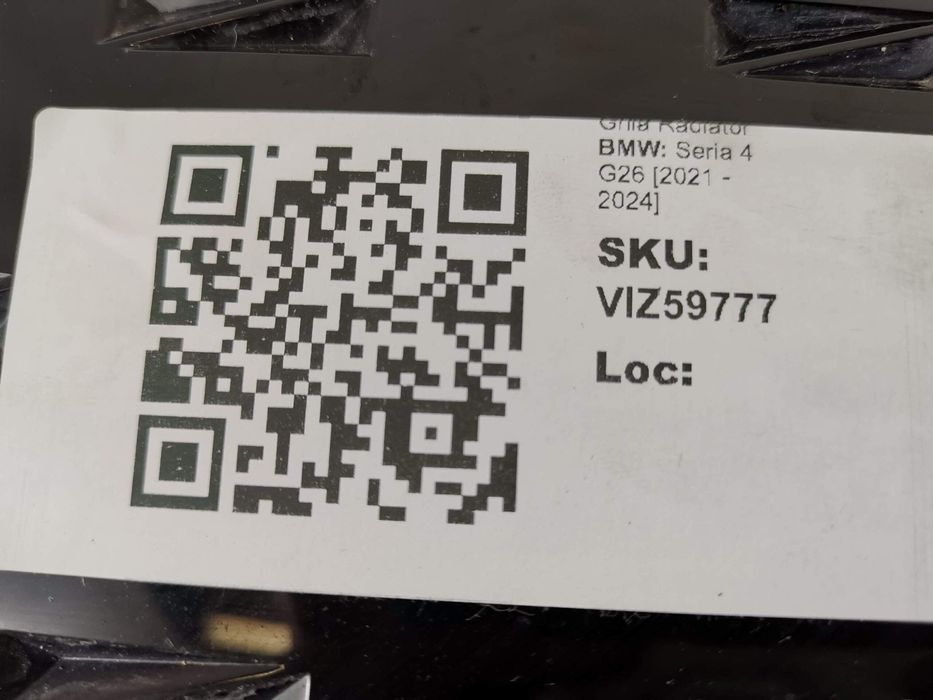 Grila Radiator
BMW: Seria 4
G26 [2021 -
2024]
SKU:
VIZ59777
Loc: